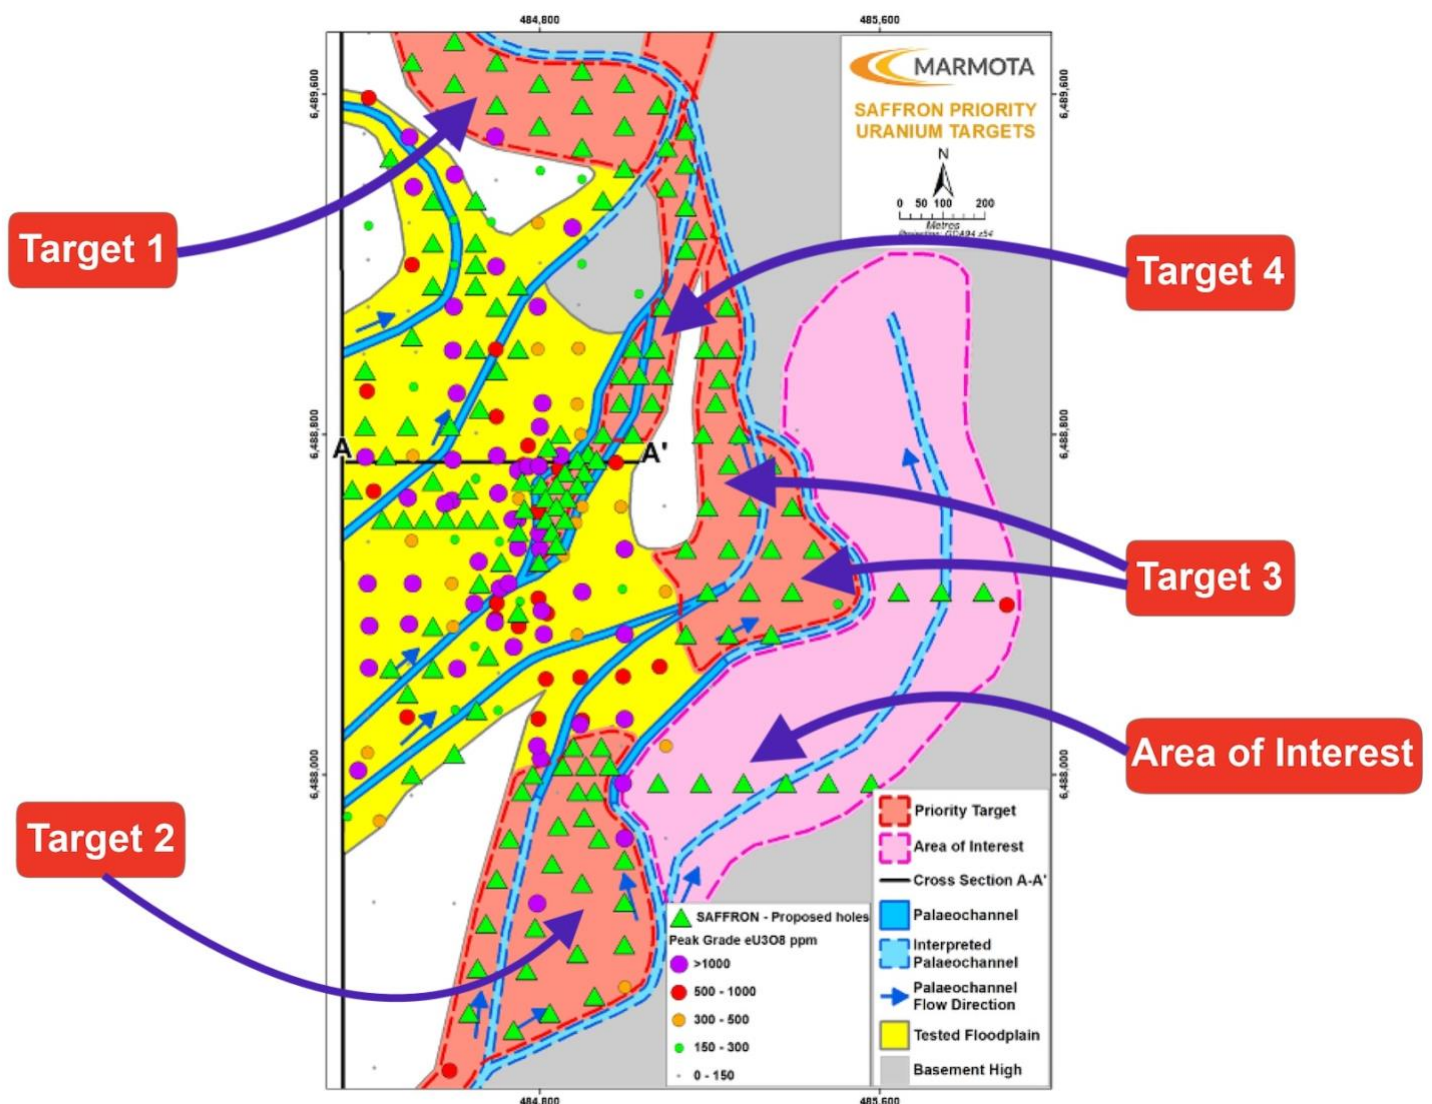 484,800
485,600
6,489,600
6,489,600
MARMOTA
SAFFRON PRIORITY
URANIUM TARGETS
N
0 50 100 200
Metres
Projection: GDA94 z54
Target 1
Target 4
6,488,800
6,488,800
A
A'
Target 3
Area of Interest
6,488,000
6,488,000
Target 2
Priority Target
Area of Interest
Cross Section A-A'
Palaeochannel
Interpreted
Palaeochannel
Palaeochannel
Flow Direction
Tested Floodplain
Basement High
SAFFRON - Proposed holes
Peak Grade eU3O8 ppm
>1000
500 - 1000
300 - 500
150 - 300
0 - 150
484,800
485,600